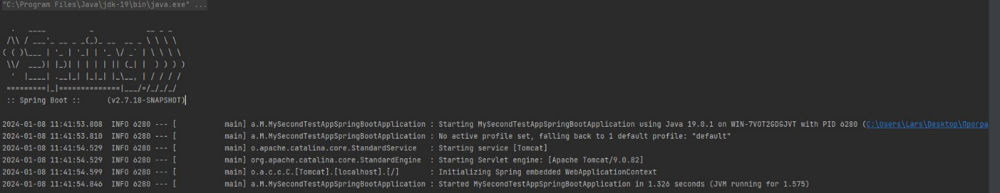 "C:\Program Files\Java\jdk-19\bin\java.exe" ...
  .   ____          _            __ _ _
 /\\ / ___'_ __ _ _(_)_ __  __ _ \ \ \ \
( ( )\___ | '_ | '_| | '_ \/ _` | \ \ \ \
 \\/  ___)| |_)| | | | | || (_| |  ) ) ) )
  '  |____| .__|_| |_|_| |_\__, | / / / /
 =========|_|==============|___/=/_/_/_/
 :: Spring Boot ::      (v2.7.18-SNAPSHOT)
2024-01-08 11:41:53.808  INFO 6280 --- [           main] a.M.MySecondTestAppSpringBootApplication : Starting MySecondTestAppSpringBootApplication using Java 19.0.1 on WIN-7VOT2GDGJVT with PID 6280 (C:\Users\Lars\Desktop\Програ
2024-01-08 11:41:53.810  INFO 6280 --- [           main] a.M.MySecondTestAppSpringBootApplication : No active profile set, falling back to 1 default profile: "default"
2024-01-08 11:41:54.529  INFO 6280 --- [           main] o.apache.catalina.core.StandardService   : Starting service [Tomcat]
2024-01-08 11:41:54.529  INFO 6280 --- [           main] org.apache.catalina.core.StandardEngine  : Starting Servlet engine: [Apache Tomcat/9.0.82]
2024-01-08 11:41:54.599  INFO 6280 --- [           main] o.a.c.c.C.[Tomcat].[localhost].[/]       : Initializing Spring embedded WebApplicationContext
2024-01-08 11:41:54.846  INFO 6280 --- [           main] a.M.MySecondTestAppSpringBootApplication : Started MySecondTestAppSpringBootApplication in 1.326 seconds (JVM running for 1.575)